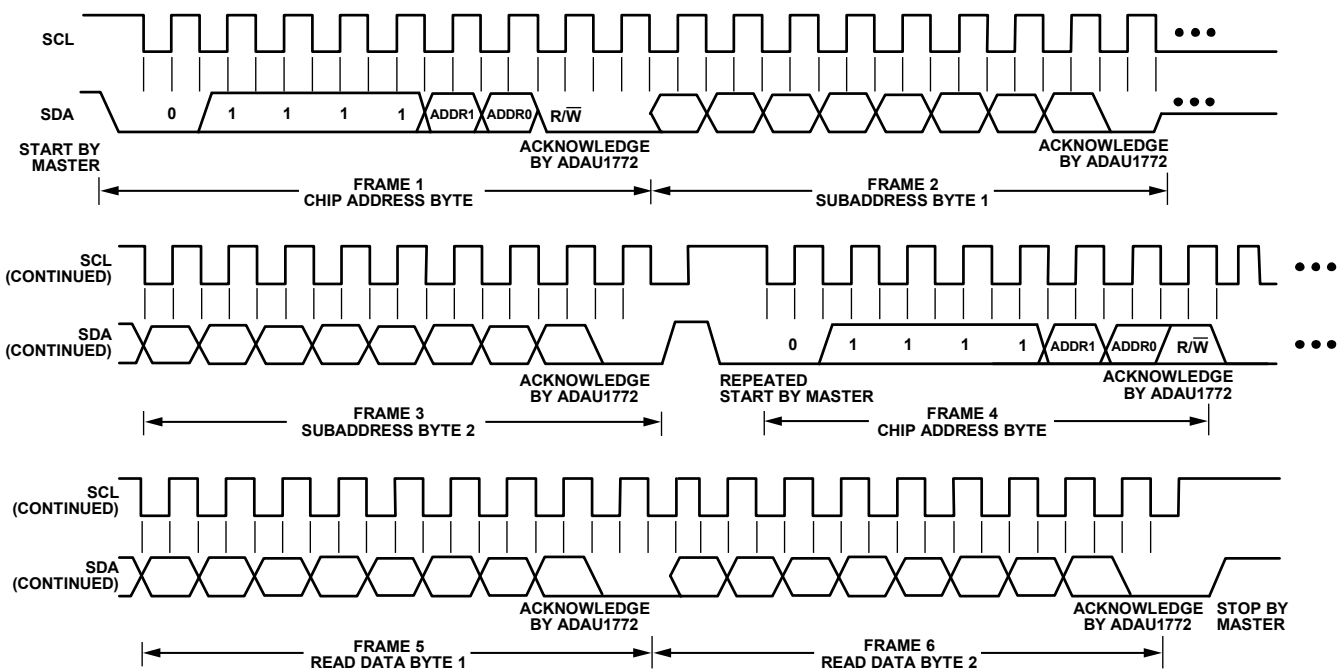 SCL
SDA
0 1 1 1 1 ADDR1 ADDR0 R/W̅
START BY
MASTER
ACKNOWLEDGE
BY ADAU1772
ACKNOWLEDGE
BY ADAU1772
FRAME 1
CHIP ADDRESS BYTE
FRAME 2
SUBADDRESS BYTE 1
SCL
(CONTINUED)
SDA
(CONTINUED)
0 1 1 1 1 ADDR1 ADDR0 R/W̅
ACKNOWLEDGE
BY ADAU1772
REPEATED
START BY MASTER
ACKNOWLEDGE
BY ADAU1772
FRAME 3
SUBADDRESS BYTE 2
FRAME 4
CHIP ADDRESS BYTE
SCL
(CONTINUED)
SDA
(CONTINUED)
ACKNOWLEDGE
BY ADAU1772
ACKNOWLEDGE
BY ADAU1772
STOP BY
MASTER
FRAME 5
READ DATA BYTE 1
FRAME 6
READ DATA BYTE 2